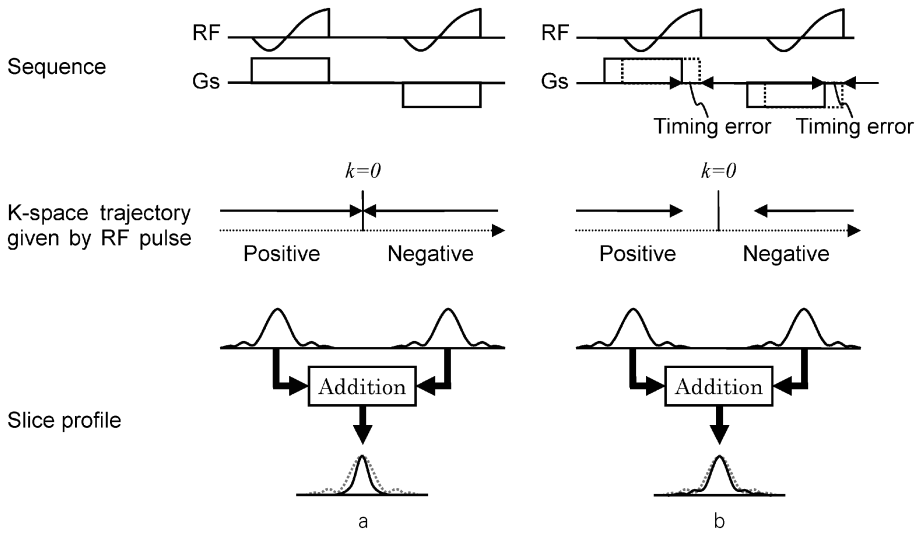 RF
RF
Sequence
Gs
Gs
Timing error
Timing error
k=0
k=0
K-space trajectory
given by RF pulse
Positive
Negative
Positive
Negative
Addition
Addition
Slice profile
a
b